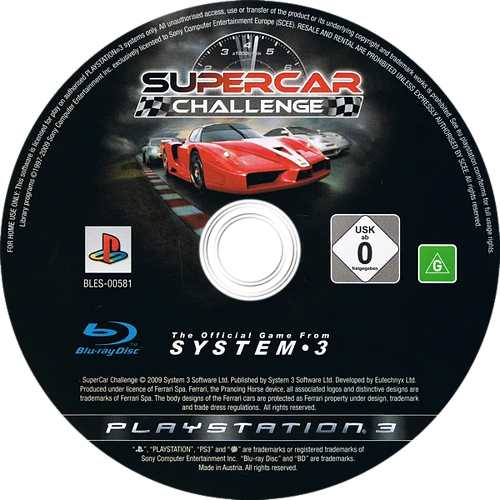 FOR HOME USE ONLY: This software is licensed for play on authorised PLAYSTATION®3 systems only. All unauthorised access, use or transfer of the product or its underlying copyright and trademark works is prohibited. See eu.playstation.com/terms for full usage rights.
Library programs ©1997-2009 Sony Computer Entertainment Inc. exclusively licensed to Sony Computer Entertainment Europe (SCEE). RESALE AND RENTAL ARE PROHIBITED UNLESS EXPRESSLY AUTHORISED BY SCEE. All rights reserved.
SUPERCAR
CHALLENGE
BLES-00581
USK
ab
0
freigegeben
G
Blu-ray Disc
The Official Game From
SYSTEM•3
SuperCar Challenge © 2009 System 3 Software Ltd. Published by System 3 Software Ltd. Developed by Eutechnyx Ltd.
Produced under licence of Ferrari Spa. Ferrari, the Prancing Horse device, all associated logos and distinctive designs are
trademarks of Ferrari Spa. The body designs of the Ferrari cars are protected as Ferrari property under design, trademark
and trade dress regulations. All rights reserved.
PLAYSTATION 3
" ", "PLAYSTATION", "PS3" and " " are trademarks or registered trademarks of
Sony Computer Entertainment Inc. "Blu-ray Disc" and "BD" are trademarks.
Made in Austria. All rights reserved.